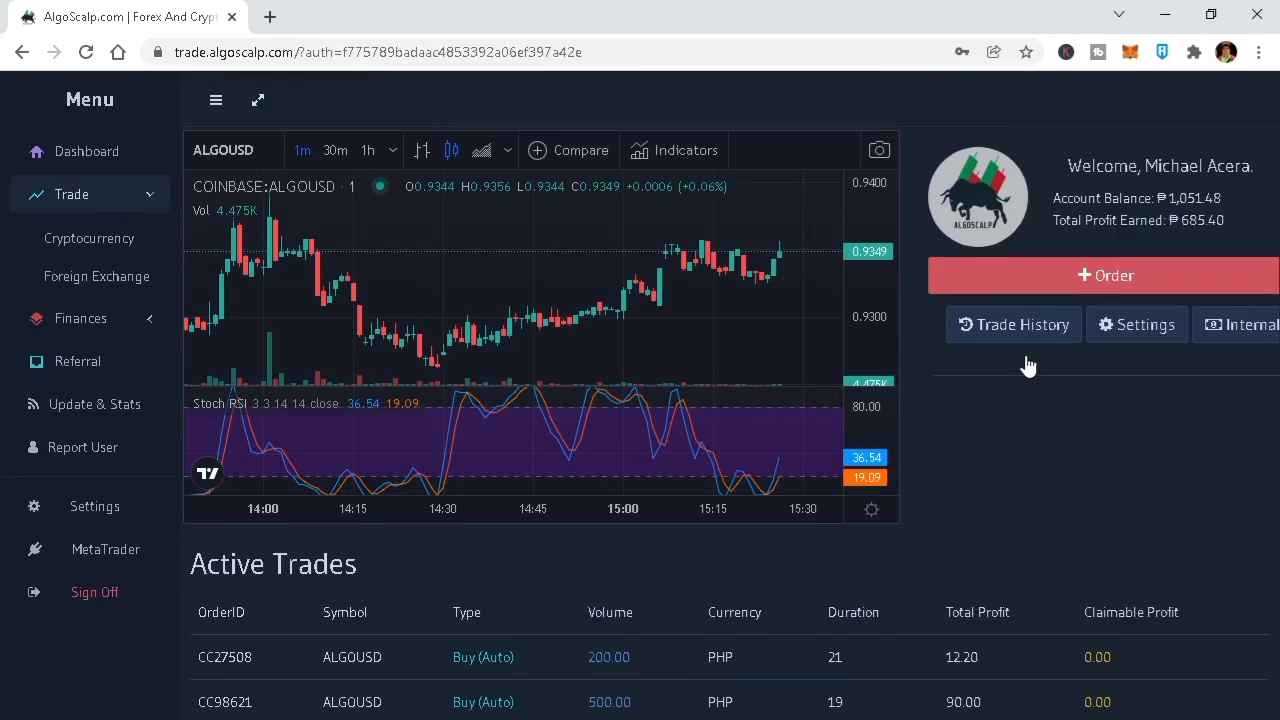 AlgoScalp.com | Forex And Crypt
trade.algoscalp.com/?auth=f775789badaac4853392a06ef397a42e
Menu
Dashboard
Trade
Cryptocurrency
Foreign Exchange
Finances
Referral
Update & Stats
Report User
Settings
MetaTrader
Sign Off
ALGOUSD 1m 30m 1h Compare Indicators
COINBASE:ALGOUSD · 1 O0.9344 H0.9356 L0.9344 C0.9349 +0.0006 (+0.06%)
Vol 4.475K
0.9400
0.9349
0.9300
4.475K
Stoch RSI 3 3 14 14 close 36.54 19.09
80.00
36.54
19.09
14:00 14:15 14:30 14:45 15:00 15:15 15:30
ALGOSCALP
Welcome, Michael Acera.
Account Balance: ₱ 1,051.48
Total Profit Earned: ₱ 685.40
+ Order
Trade History Settings Internal
Active Trades
OrderID Symbol Type Volume Currency Duration Total Profit Claimable Profit
CC27508 ALGOUSD Buy (Auto) 200.00 PHP 21 12.20 0.00
CC98621 ALGOUSD Buy (Auto) 500.00 PHP 19 90.00 0.00